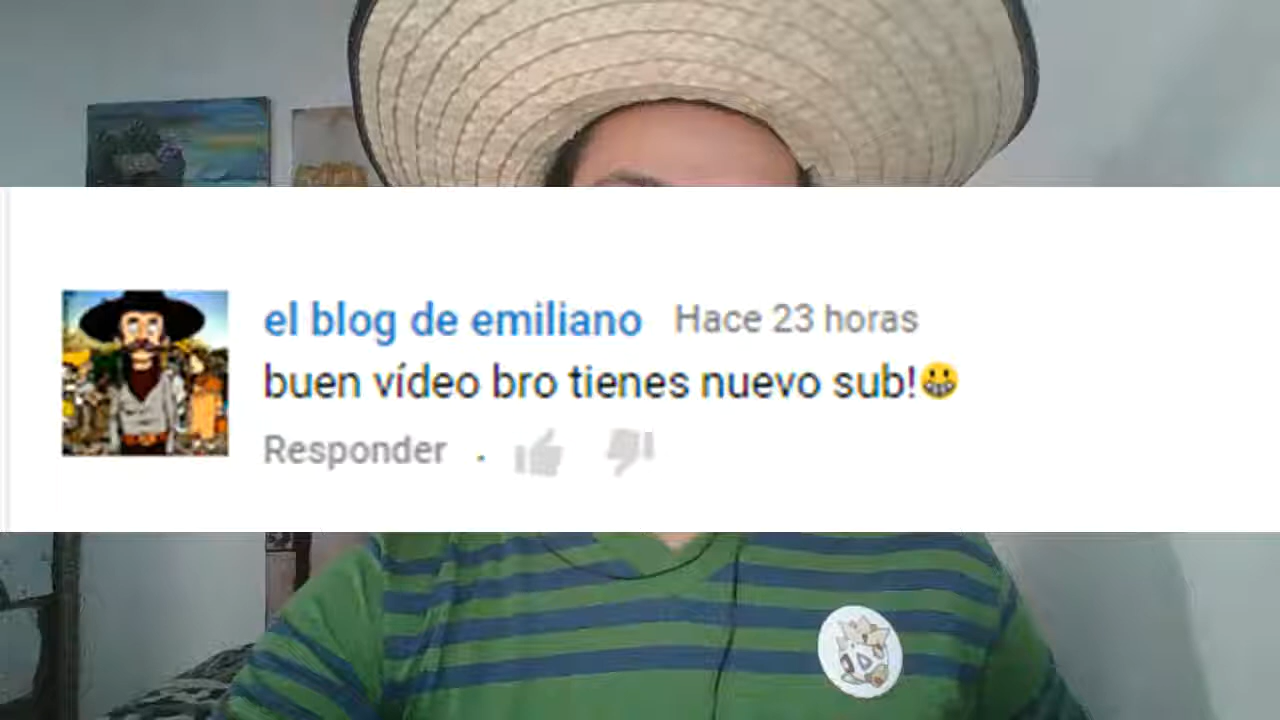 el blog de emiliano Hace 23 horas
buen vídeo bro tienes nuevo sub!😀
Responder